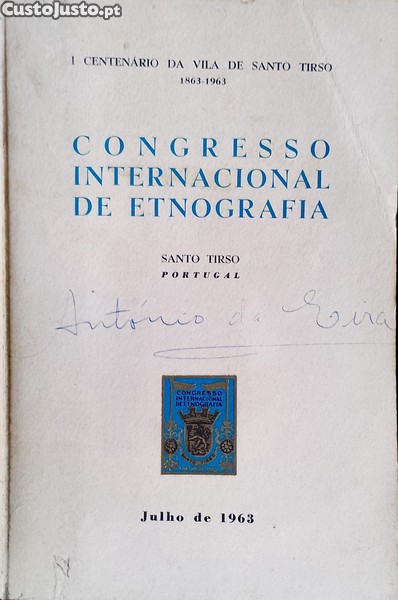 CustoJusto.pt
I CENTENÁRIO DA VILA DE SANTO TIRSO
1863-1963
CONGRESSO
INTERNACIONAL
DE ETNOGRAFIA
SANTO TIRSO
PORTUGAL
António da Eira
CONGRESSO
INTERNACIONAL
DE ETNOGRAFIA
Julho de 1963